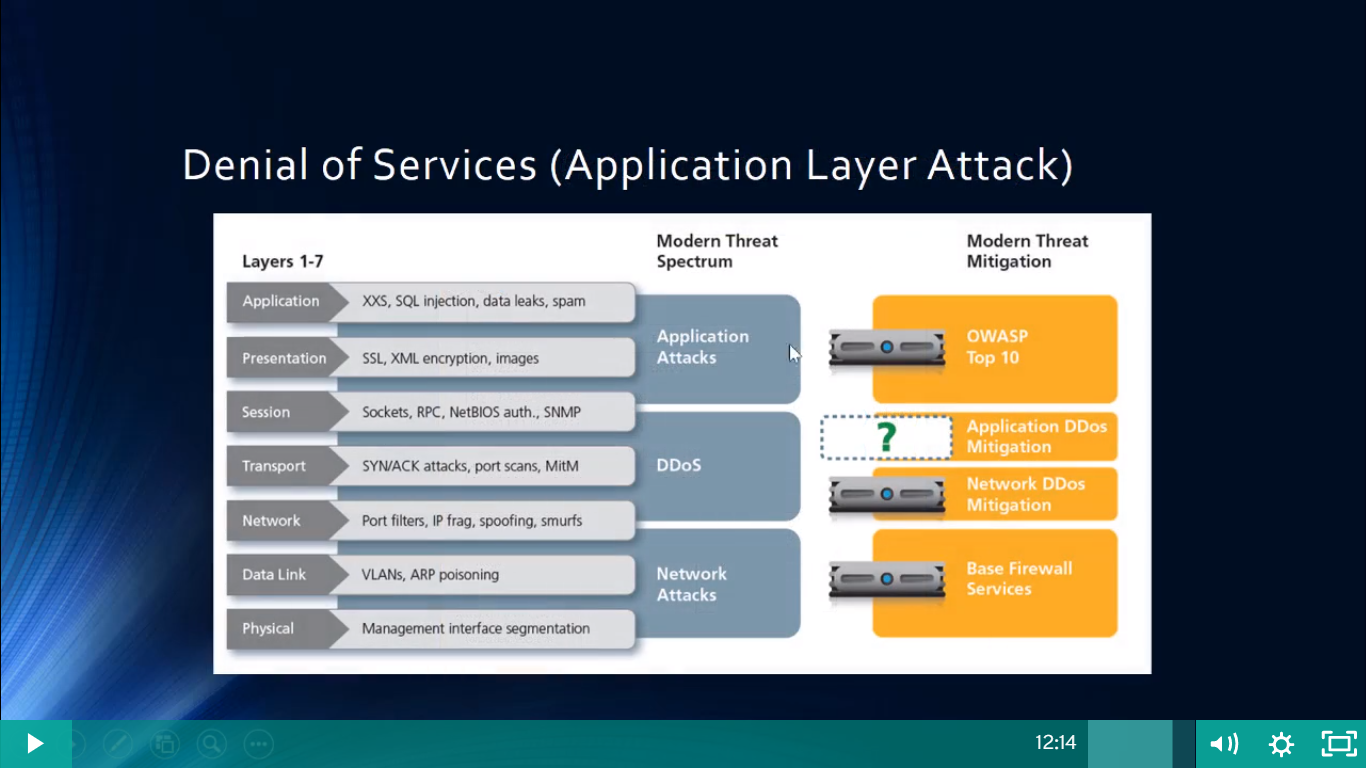 Denial of Services (Application Layer Attack)
Layers 1-7
Modern Threat
Spectrum
Modern Threat
Mitigation
Application
XXS, SQL injection, data leaks, spam
Presentation
SSL, XML encryption, images
Application
Attacks
OWASP
Top 10
Session
Sockets, RPC, NetBIOS auth., SNMP
Transport
SYN/ACK attacks, port scans, MitM
DDoS
?
Application DDos
Mitigation
Network DDos
Mitigation
Network
Port filters, IP frag, spoofing, smurfs
Data Link
VLANs, ARP poisoning
Physical
Management interface segmentation
Network
Attacks
Base Firewall
Services
12:14